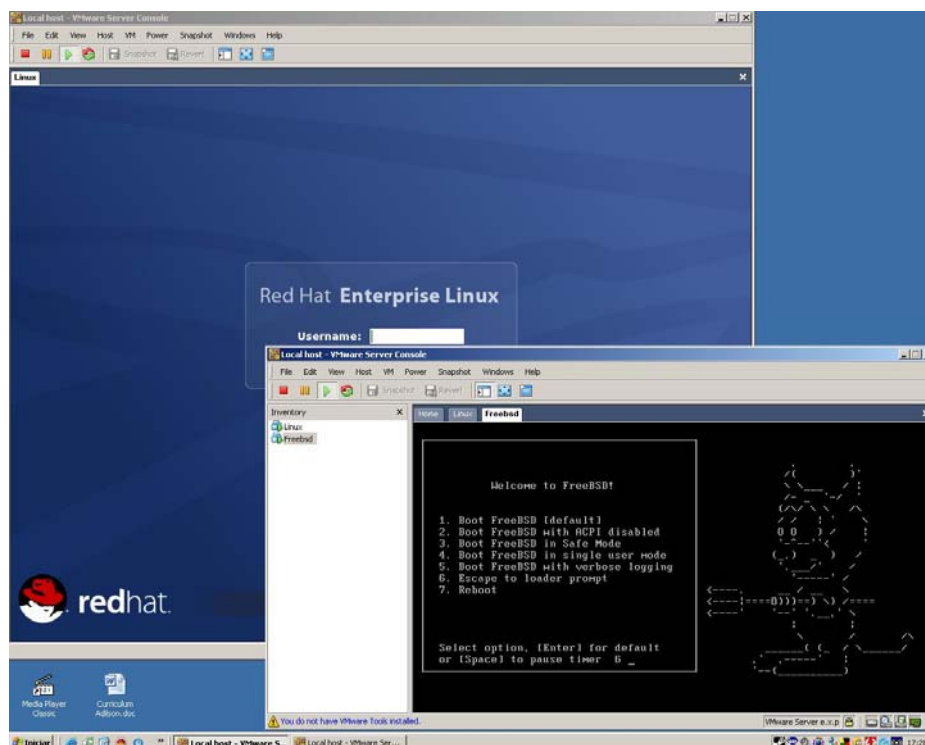 Local host - VMware Server Console
File Edit View Host VM Power Snapshot Windows Help
Snapshot Revert
Linux
Red Hat Enterprise Linux
Username:
redhat.
Local host - VMware Server Console
File Edit View Host VM Power Snapshot Windows Help
Snapshot Revert
Inventory
Linux
Freebsd
Home Linux Freebsd
Welcome to FreeBSD!
1. Boot FreeBSD [default]
2. Boot FreeBSD with ACPI disabled
3. Boot FreeBSD in Safe Mode
4. Boot FreeBSD in single user mode
5. Boot FreeBSD with verbose logging
6. Escape to loader prompt
7. Reboot
Select option, [Enter] for default
or [Space] to pause timer 6 _
You do not have VMware Tools installed.
VMware Server e.x.p
Media Player
Classic
Curriculum
Adilson.doc
Iniciar
Local host - VMware S...
Local host - VMware Ser...